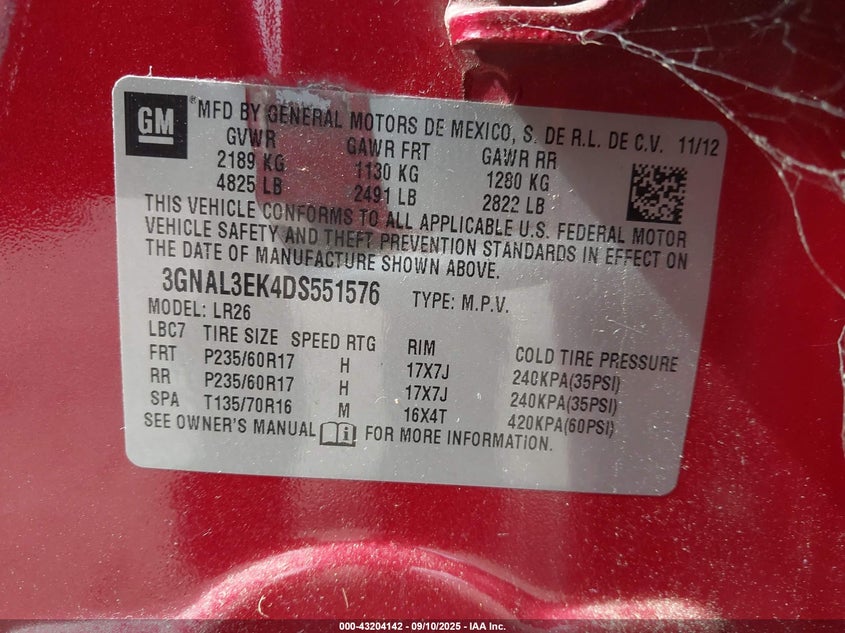 GM
®MFD BY GENERAL MOTORS DE MEXICO, S. DE R.L. DE C.V. 11/12
GVWR GAWR FRT GAWR RR
2189 KG 1130 KG 1280 KG
4825 LB 2491 LB 2822 LB
THIS VEHICLE CONFORMS TO ALL APPLICABLE U.S. FEDERAL MOTOR
VEHICLE SAFETY AND THEFT PREVENTION STANDARDS IN EFFECT ON
THE DATE OF MANUFACTURE SHOWN ABOVE.
3GNAL3EK4DS551576 TYPE: M.P.V.
MODEL: LR26
LBC7 TIRE SIZE SPEED RTG RIM COLD TIRE PRESSURE
FRT P235/60R17 H 17X7J 240KPA(35PSI)
RR P235/60R17 H 17X7J 240KPA(35PSI)
SPA T135/70R16 M 16X4T 420KPA(60PSI)
SEE OWNER'S MANUAL FOR MORE INFORMATION.
000-43204142 - 09/10/2025 - IAA Inc.